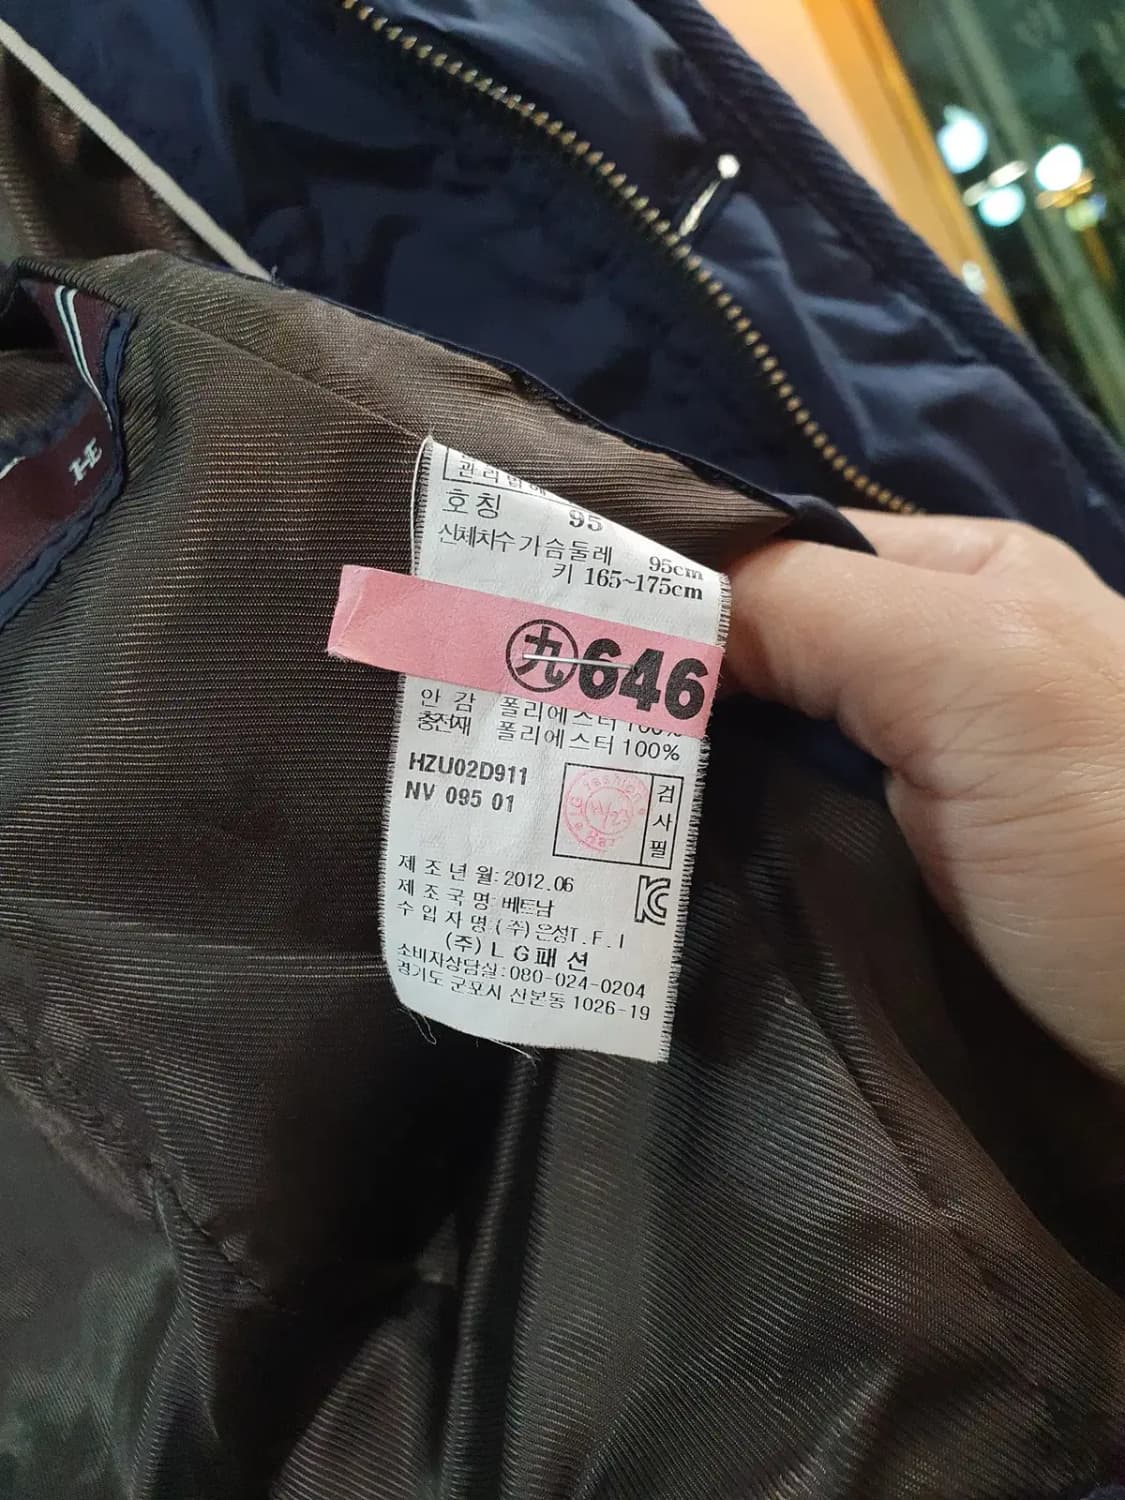 호칭 95
신체치수 가슴둘레 95cm
키 165~175cm
九 646
안 감 폴리에스터 100%
충전재 폴리에스터 100%
HZU02D911
NV 095 01
검사필
제조년월: 2012.06
제조국명: 베트남
수입자명: (주)은성T.F.I
(주) LG패션
소비자상담실: 080-024-0204
경기도 군포시 산본동 1026-19